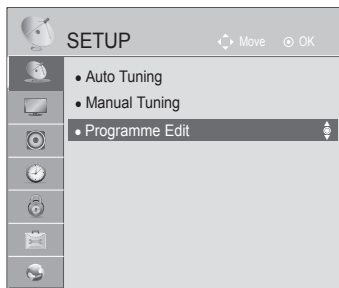 SETUP
Move OK
Auto Tuning
Manual Tuning
Programme Edit